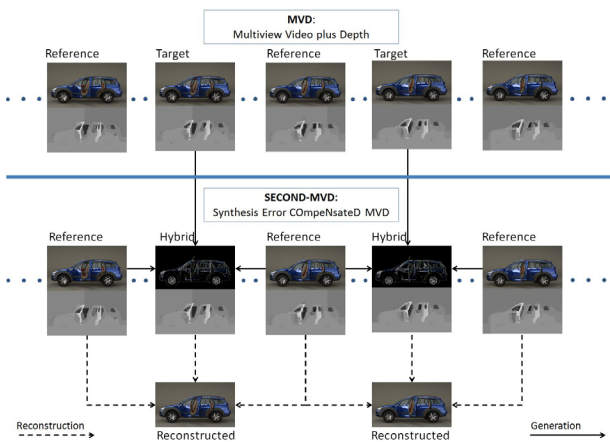 MVD:
Multiview Video plus Depth
Reference Target Reference Target Reference
SECOND-MVD:
Synthesis Error COmpeNsateD MVD
Reference Hybrid Reference Hybrid Reference
Reconstruction Generation
Reconstructed Reconstructed